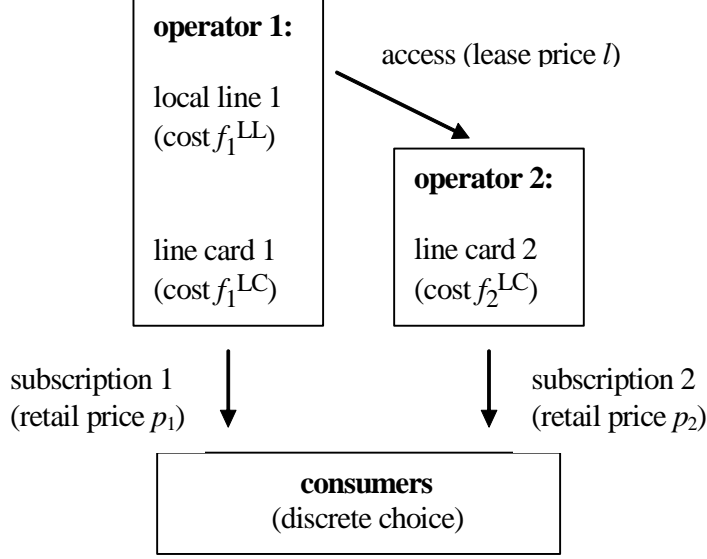 operator 1:
access (lease price l)
local line 1
(cost f₁ᴸᴸ)
operator 2:
line card 1
(cost f₁ᴸꟲ)
line card 2
(cost f₂ᴸꟲ)
subscription 1
(retail price p₁)
subscription 2
(retail price p₂)
consumers
(discrete choice)